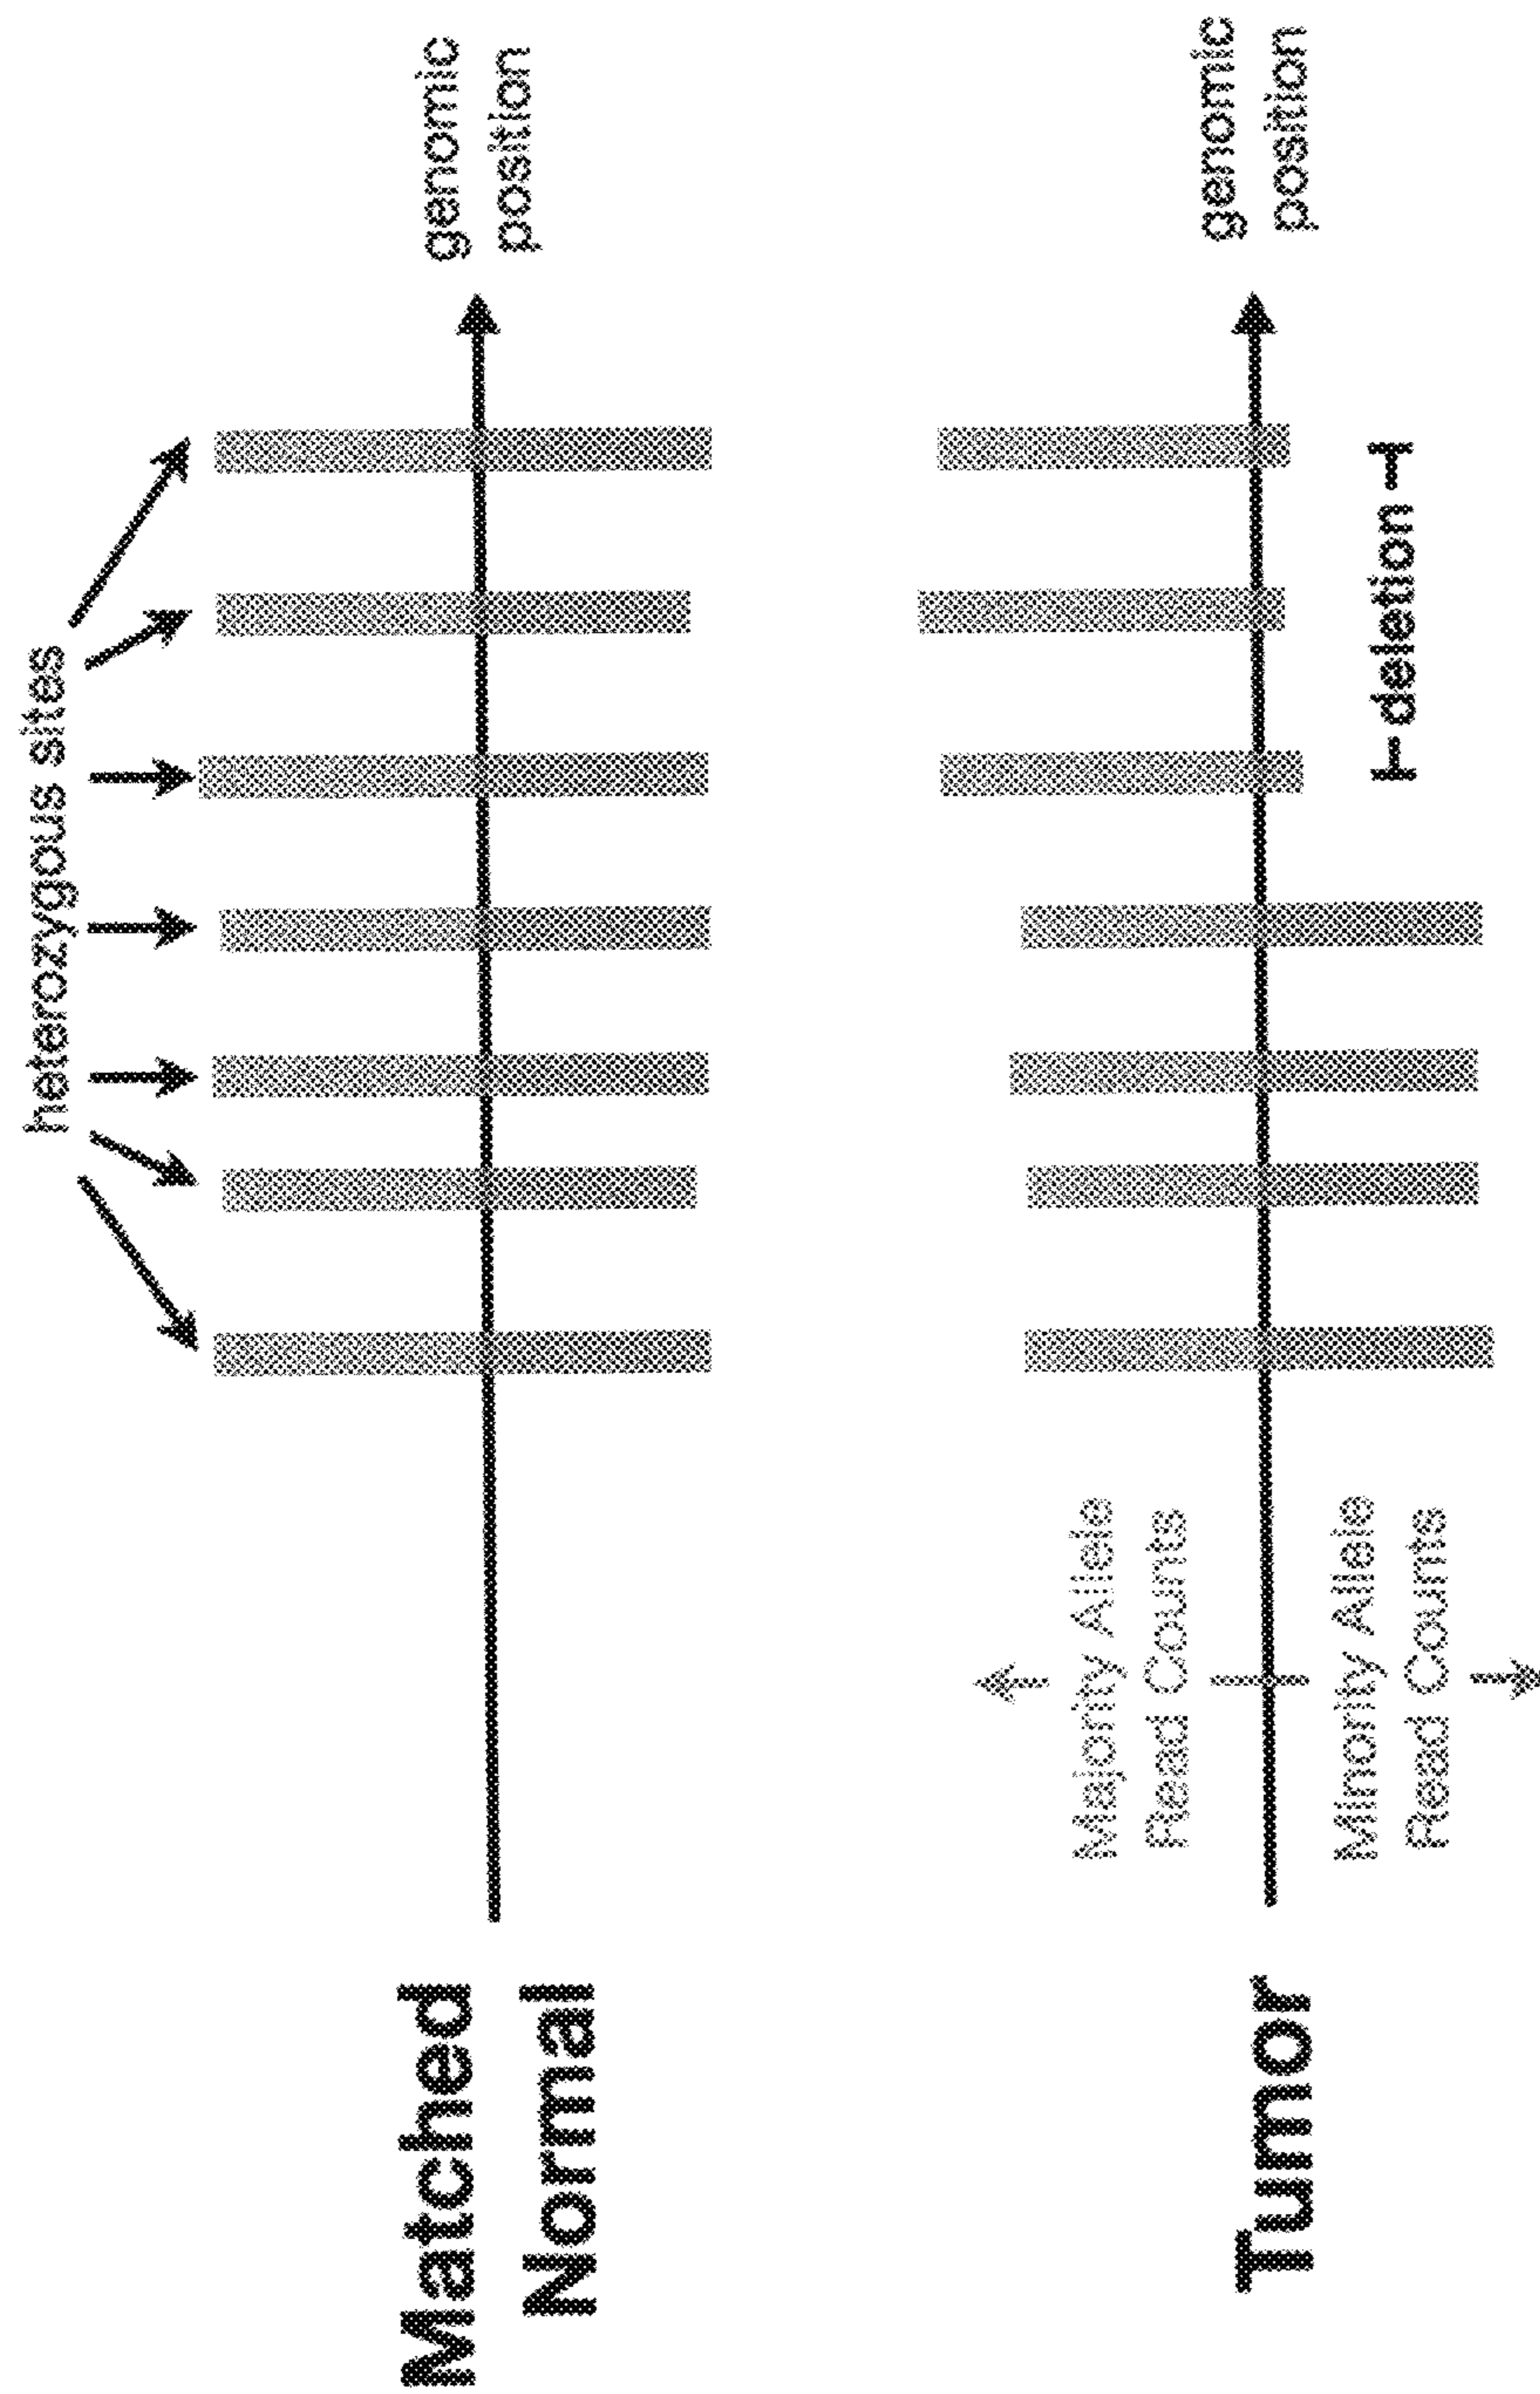 heterozygous sites
Matched
Normal
genomic
position
Majority Allele
Read Counts
Tumor
genomic
position
Minority Allele
Read Counts
deletion